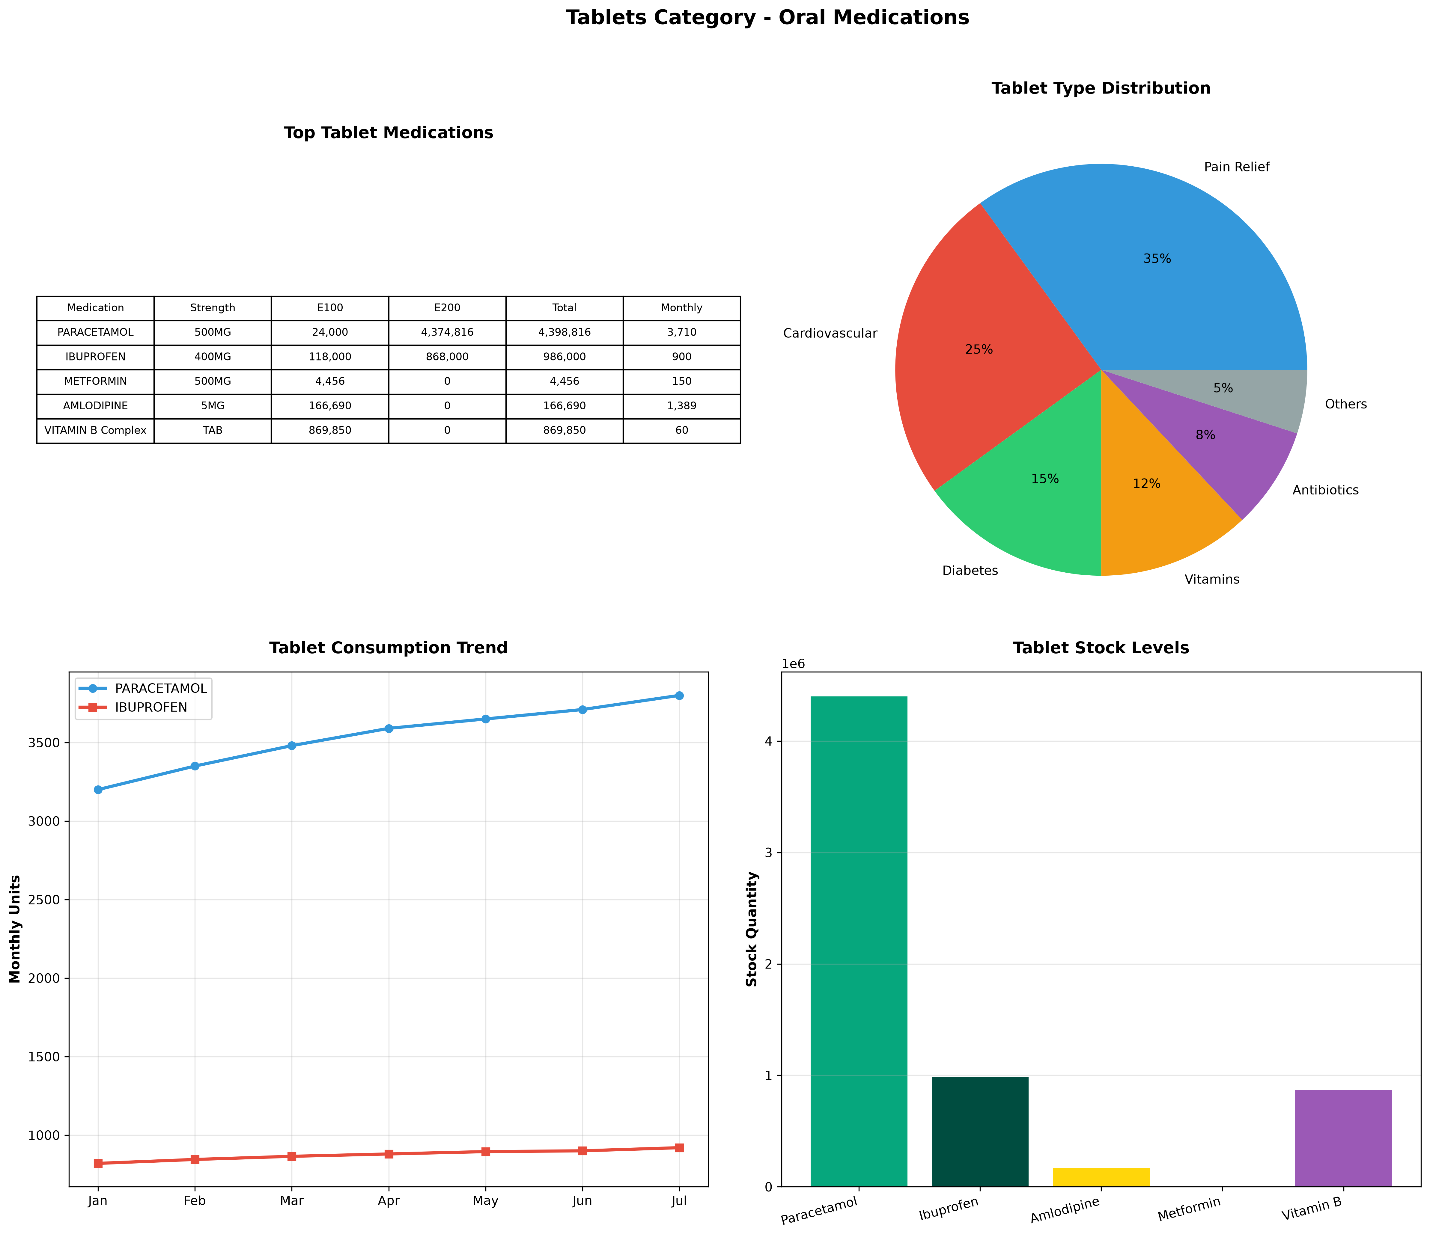 Tablets Category - Oral Medications
Top Tablet Medications
Medication Strength E100 E200 Total Monthly
PARACETAMOL 500MG 24,000 4,374,816 4,398,816 3,710
IBUPROFEN 400MG 118,000 868,000 986,000 900
METFORMIN 500MG 4,456 0 4,456 150
AMLODIPINE 5MG 166,690 0 166,690 1,389
VITAMIN B Complex TAB 869,850 0 869,850 60
Tablet Type Distribution
Pain Relief
35%
Cardiovascular
25%
Diabetes
15%
Vitamins
12%
Antibiotics
8%
Others
5%
Tablet Consumption Trend
PARACETAMOL
IBUPROFEN
Monthly Units
3500
3000
2500
2000
1500
1000
Jan Feb Mar Apr May Jun Jul
Tablet Stock Levels
1e6
Stock Quantity
4
3
2
1
0
Paracetamol Ibuprofen Amlodipine Metformin Vitamin B